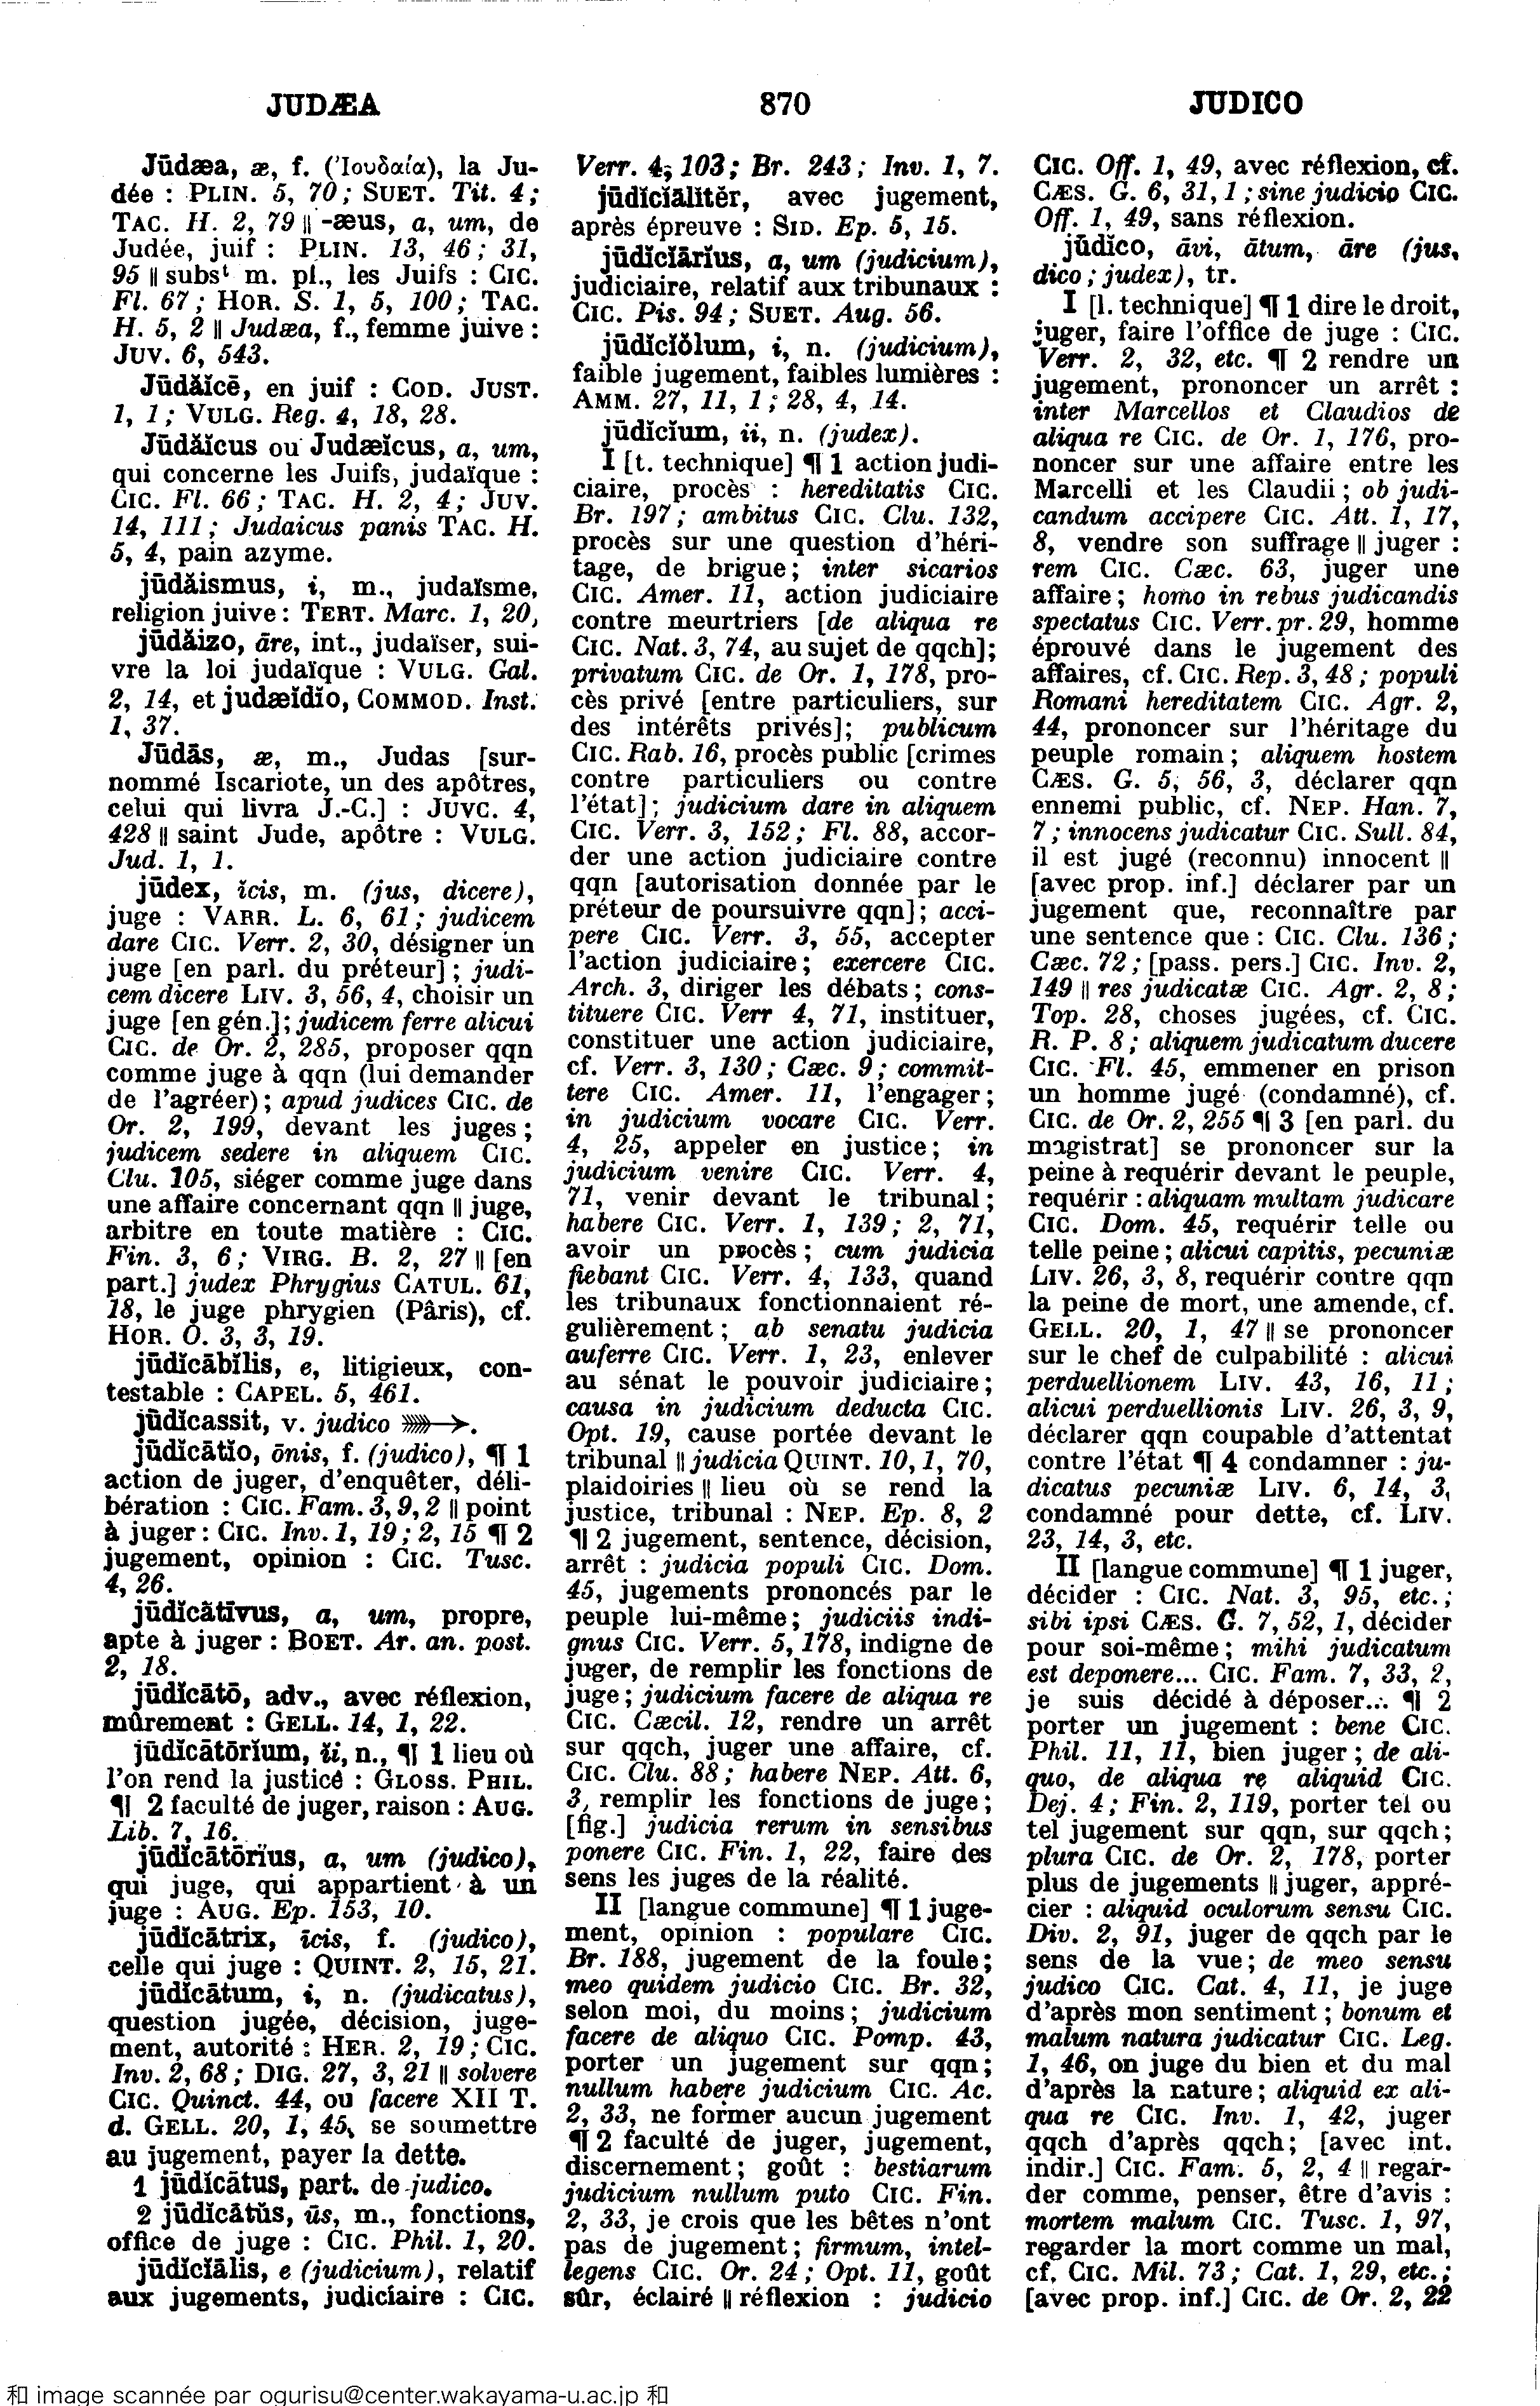 JUDÆA
870
JUDICO
Jūdæa, æ, f. (Ἰουδαία), la Ju-
dée : PLIN. 5, 70 ; SUET. Tit. 4 ;
TAC. H. 2, 79 || -æus, a, um, de
Judée, juif : PLIN. 13, 46 ; 31,
95 || subsᵗ m. pl., les Juifs : CIC.
Fl. 67 ; HOR. S. 1, 5, 100 ; TAC.
H. 5, 2 || Judæa, f., femme juive :
JUV. 6, 543.
Jūdăĭcē, en juif : COD. JUST.
1, 1 ; VULG. Reg. 4, 18, 28.
Jūdăĭcus ou Judæĭcus, a, um,
qui concerne les Juifs, judaïque :
CIC. Fl. 66 ; TAC. H. 2, 4 ; JUV.
14, 111 ; Judaicus panis TAC. H.
5, 4, pain azyme.
jūdăismus, i, m., judaïsme,
religion juive : TERT. Marc. 1, 20,
jūdăizo, āre, int., judaïser, sui-
vre la loi judaïque : VULG. Gal.
2, 14, et judæĭdĭo, COMMOD. Inst.
1, 37.
Jūdās, æ, m., Judas [sur-
nommé Iscariote, un des apôtres,
celui qui livra J.-C.] : JUVC. 4,
428 || saint Jude, apôtre : VULG.
Jud. 1, 1.
jūdex, ĭcis, m. (jus, dicere),
juge : VARR. L. 6, 61 ; judicem
dare CIC. Verr. 2, 30, désigner un
juge [en parl. du préteur] ; judi-
cem dicere LIV. 3, 56, 4, choisir un
juge [en gén.] ; judicem ferre alicui
CIC. de Or. 2, 285, proposer qqn
comme juge à qqn (lui demander
de l'agréer) ; apud judices CIC. de
Or. 2, 199, devant les juges ;
judicem sedere in aliquem CIC.
Clu. 105, siéger comme juge dans
une affaire concernant qqn || juge,
arbitre en toute matière : CIC.
Fin. 3, 6 ; VIRG. B. 2, 27 || [en
part.] judex Phrygius CATUL. 61,
18, le juge phrygien (Pâris), cf.
HOR. O. 3, 3, 19.
jūdĭcābĭlis, e, litigieux, con-
testable : CAPEL. 5, 461.
jūdĭcassit, v. judico ⟶.
jūdĭcātĭo, ōnis, f. (judico), ¶ 1
action de juger, d'enquêter, déli-
bération : CIC. Fam. 3, 9, 2 || point
à juger : CIC. Inv. 1, 19 ; 2, 15 ¶ 2
jugement, opinion : CIC. Tusc.
4, 26.
jūdĭcātīvus, a, um, propre,
apte à juger : BOET. Ar. an. post.
2, 18.
jūdĭcātō, adv., avec réflexion,
mûrement : GELL. 14, 1, 22.
jūdĭcātōrĭum, ĭi, n., ¶ 1 lieu où
l'on rend la justice : GLOSS. PHIL.
¶ 2 faculté de juger, raison : AUG.
Lib. 7, 16.
jūdĭcātōrĭus, a, um (judico),
qui juge, qui appartient à un
juge : AUG. Ep. 153, 10.
jūdĭcātrix, īcis, f. (judico),
celle qui juge : QUINT. 2, 15, 21.
jūdĭcātum, i, n. (judicatus),
question jugée, décision, juge-
ment, autorité : HER. 2, 19 ; CIC.
Inv. 2, 68 ; DIG. 27, 3, 21 || solvere
CIC. Quinct. 44, ou facere XII T.
d. GELL. 20, 1, 45, se soumettre
au jugement, payer la dette.
1 jūdĭcātus, part. de judico.
2 jūdĭcātŭs, ūs, m., fonctions,
office de juge : CIC. Phil. 1, 20.
jūdĭcĭālis, e (judicium), relatif
aux jugements, judiciaire : CIC.
Verr. 4, 103 ; Br. 243 ; Inv. 1, 7.
jūdĭcĭālĭtĕr, avec jugement,
après épreuve : SID. Ep. 5, 15.
jūdĭcĭārĭus, a, um (judicium),
judiciaire, relatif aux tribunaux :
CIC. Pis. 94 ; SUET. Aug. 56.
jūdĭcĭŏlum, i, n. (judicium),
faible jugement, faibles lumières :
AMM. 27, 11, 1 ; 28, 4, 14.
jūdĭcĭum, ii, n. (judex).
I [t. technique] ¶ 1 action judi-
ciaire, procès : hereditatis CIC.
Br. 197 ; ambitus CIC. Clu. 132,
procès sur une question d'héri-
tage, de brigue ; inter sicarios
CIC. Amer. 11, action judiciaire
contre meurtriers [de aliqua re
CIC. Nat. 3, 74, au sujet de qqch] ;
privatum CIC. de Or. 1, 178, pro-
cès privé [entre particuliers, sur
des intérêts privés] ; publicum
CIC. Rab. 16, procès public [crimes
contre particuliers ou contre
l'état] ; judicium dare in aliquem
CIC. Verr. 3, 152 ; Fl. 88, accor-
der une action judiciaire contre
qqn [autorisation donnée par le
préteur de poursuivre qqn] ; acci-
pere CIC. Verr. 3, 55, accepter
l'action judiciaire ; exercere CIC.
Arch. 3, diriger les débats ; cons-
tituere CIC. Verr 4, 71, instituer,
constituer une action judiciaire,
cf. Verr. 3, 130 ; Cæc. 9 ; commit-
tere CIC. Amer. 11, l'engager ;
in judicium vocare CIC. Verr.
4, 25, appeler en justice ; in
judicium venire CIC. Verr. 4,
71, venir devant le tribunal ;
habere CIC. Verr. 1, 139 ; 2, 71,
avoir un procès ; cum judicia
fiebant CIC. Verr. 4, 133, quand
les tribunaux fonctionnaient ré-
gulièrement ; ab senatu judicia
auferre CIC. Verr. 1, 23, enlever
au sénat le pouvoir judiciaire ;
causa in judicium deducta CIC.
Opt. 19, cause portée devant le
tribunal || judicia QUINT. 10, 1, 70,
plaidoiries || lieu où se rend la
justice, tribunal : NEP. Ep. 8, 2
¶ 2 jugement, sentence, décision,
arrêt : judicia populi CIC. Dom.
45, jugements prononcés par le
peuple lui-même ; judiciis indi-
gnus CIC. Verr. 5, 178, indigne de
juger, de remplir les fonctions de
juge ; judicium facere de aliqua re
CIC. Cæcil. 12, rendre un arrêt
sur qqch, juger une affaire, cf.
CIC. Clu. 88 ; habere NEP. Att. 6,
3, remplir les fonctions de juge ;
[fig.] judicia rerum in sensibus
ponere CIC. Fin. 1, 22, faire des
sens les juges de la réalité.
II [langue commune] ¶ 1 juge-
ment, opinion : populare CIC.
Br. 188, jugement de la foule ;
meo quidem judicio CIC. Br. 32,
selon moi, du moins ; judicium
facere de aliquo CIC. Pomp. 43,
porter un jugement sur qqn ;
nullum habere judicium CIC. Ac.
2, 33, ne former aucun jugement
¶ 2 faculté de juger, jugement,
discernement ; goût : bestiarum
judicium nullum puto CIC. Fin.
2, 33, je crois que les bêtes n'ont
pas de jugement ; firmum, intel-
legens CIC. Or. 24 ; Opt. 11, goût
sûr, éclairé || réflexion : judicio
CIC. Off. 1, 49, avec réflexion, cf.
CÆS. G. 6, 31, 1 ; sine judicio CIC.
Off. 1, 49, sans réflexion.
jūdĭco, āvi, ātum, āre (jus,
dico ; judex), tr.
I [l. technique] ¶ 1 dire le droit,
juger, faire l'office de juge : CIC.
Verr. 2, 32, etc. ¶ 2 rendre un
jugement, prononcer un arrêt :
inter Marcellos et Claudios de
aliqua re CIC. de Or. 1, 176, pro-
noncer sur une affaire entre les
Marcelli et les Claudii ; ob judi-
candum accipere CIC. Att. 1, 17,
8, vendre son suffrage || juger :
rem CIC. Cæc. 63, juger une
affaire ; homo in rebus judicandis
spectatus CIC. Verr. pr. 29, homme
éprouvé dans le jugement des
affaires, cf. CIC. Rep. 3, 48 ; populi
Romani hereditatem CIC. Agr. 2,
44, prononcer sur l'héritage du
peuple romain ; aliquem hostem
CÆS. G. 5, 56, 3, déclarer qqn
ennemi public, cf. NEP. Han. 7,
7 ; innocens judicatur CIC. Sull. 84,
il est jugé (reconnu) innocent ||
[avec prop. inf.] déclarer par un
jugement que, reconnaître par
une sentence que : CIC. Clu. 136 ;
Cæc. 72 ; [pass. pers.] CIC. Inv. 2,
149 || res judicatæ CIC. Agr. 2, 8 ;
Top. 28, choses jugées, cf. CIC.
R. P. 8 ; aliquem judicatum ducere
CIC. Fl. 45, emmener en prison
un homme jugé (condamné), cf.
CIC. de Or. 2, 255 ¶ 3 [en parl. du
magistrat] se prononcer sur la
peine à requérir devant le peuple,
requérir : aliquam multam judicare
CIC. Dom. 45, requérir telle ou
telle peine ; alicui capitis, pecuniæ
LIV. 26, 3, 8, requérir contre qqn
la peine de mort, une amende, cf.
GELL. 20, 1, 47 || se prononcer
sur le chef de culpabilité : alicui
perduellionem LIV. 43, 16, 11 ;
alicui perduellionis LIV. 26, 3, 9,
déclarer qqn coupable d'attentat
contre l'état ¶ 4 condamner : ju-
dicatus pecuniæ LIV. 6, 14, 3,
condamné pour dette, cf. LIV.
23, 14, 3, etc.
II [langue commune] ¶ 1 juger,
décider : CIC. Nat. 3, 95, etc. ;
sibi ipsi CÆS. G. 7, 52, 1, décider
pour soi-même ; mihi judicatum
est deponere... CIC. Fam. 7, 33, 2,
je suis décidé à déposer... ¶ 2
porter un jugement : bene CIC.
Phil. 11, 11, bien juger ; de ali-
quo, de aliqua re aliquid CIC.
Dej. 4 ; Fin. 2, 119, porter tel ou
tel jugement sur qqn, sur qqch ;
plura CIC. de Or. 2, 178, porter
plus de jugements || juger, appré-
cier : aliquid oculorum sensu CIC.
Div. 2, 91, juger de qqch par le
sens de la vue ; de meo sensu
judico CIC. Cat. 4, 11, je juge
d'après mon sentiment ; bonum et
malum natura judicatur CIC. Leg.
1, 46, on juge du bien et du mal
d'après la nature ; aliquid ex ali-
qua re CIC. Inv. 1, 42, juger
qqch d'après qqch ; [avec int.
indir.] CIC. Fam. 5, 2, 4 || regar-
der comme, penser, être d'avis :
mortem malum CIC. Tusc. 1, 97,
regarder la mort comme un mal,
cf. CIC. Mil. 73 ; Cat. 1, 29, etc. ;
[avec prop. inf.] CIC. de Or. 2, 22
和 image scannée par ogurisu@center.wakayama-u.ac.jp 和